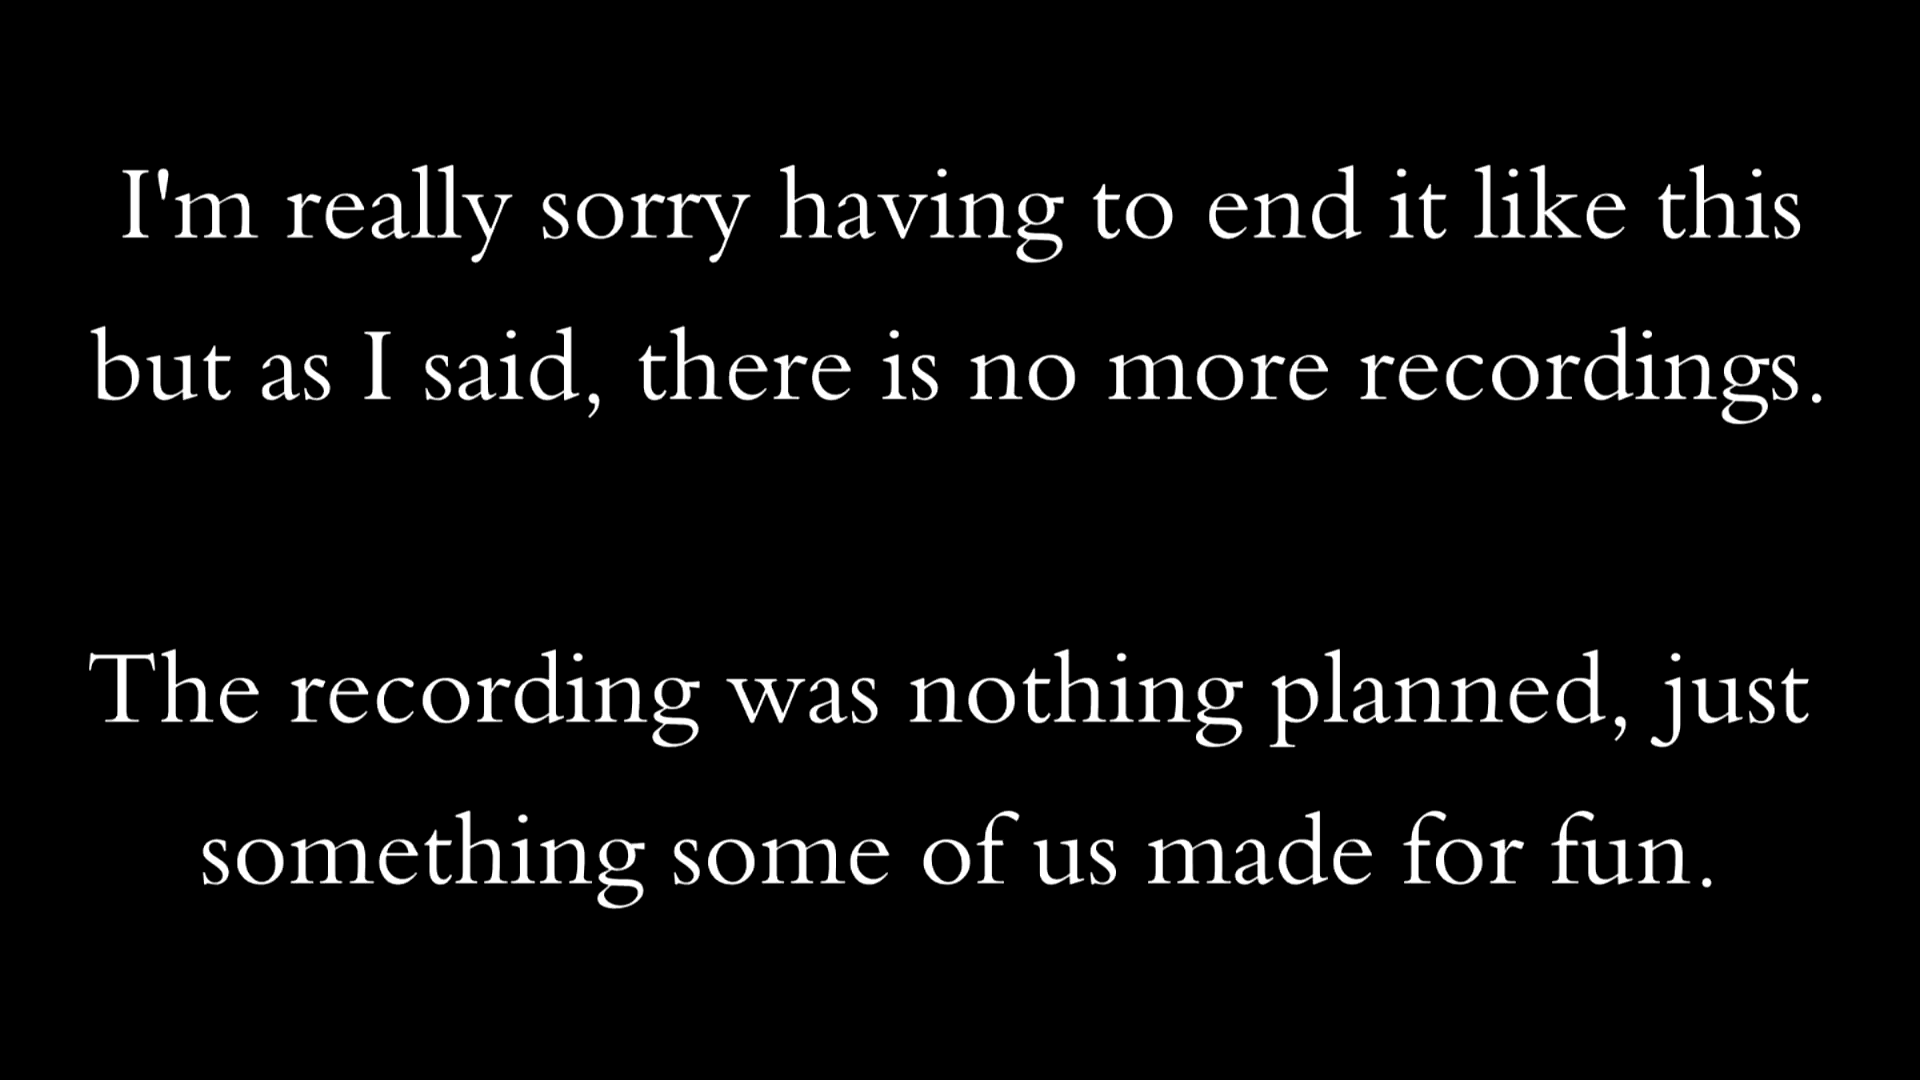 I'm really sorry having to end it like this
but as I said, there is no more recordings.
The recording was nothing planned, just
something some of us made for fun.